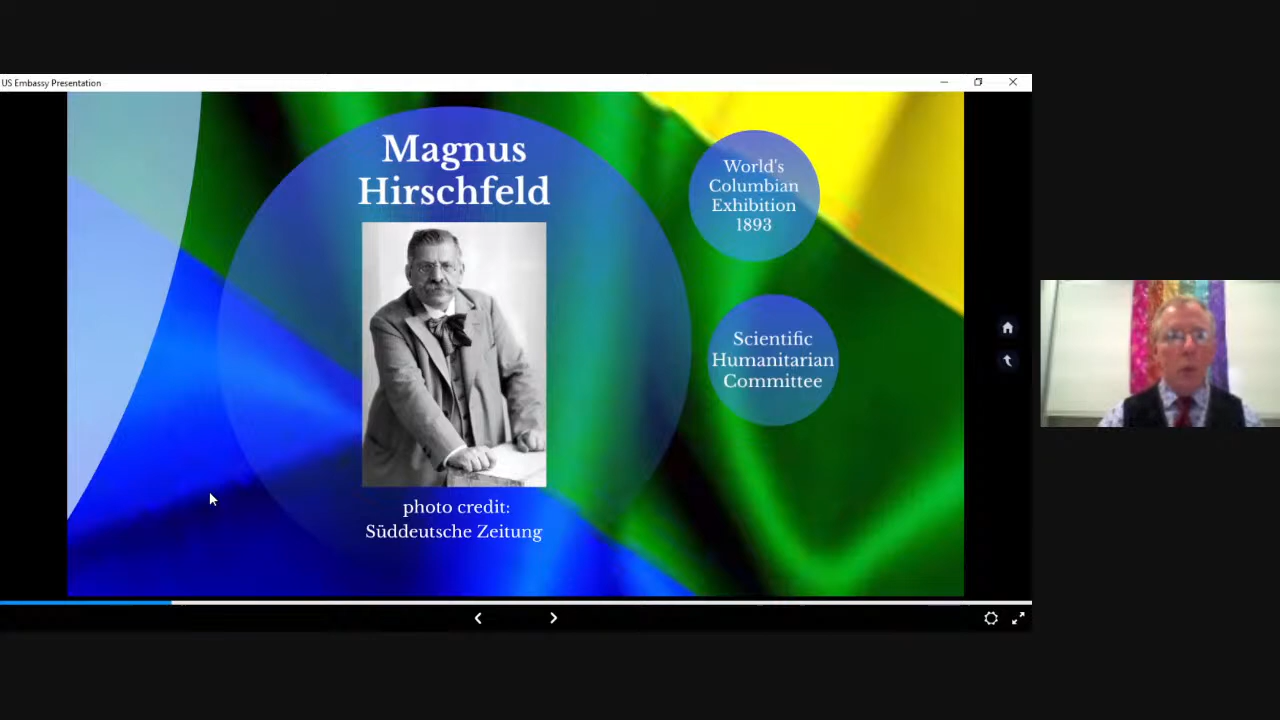 US Embassy Presentation
Magnus
Hirschfeld
photo credit:
Süddeutsche Zeitung
World's
Columbian
Exhibition
1893
Scientific
Humanitarian
Committee